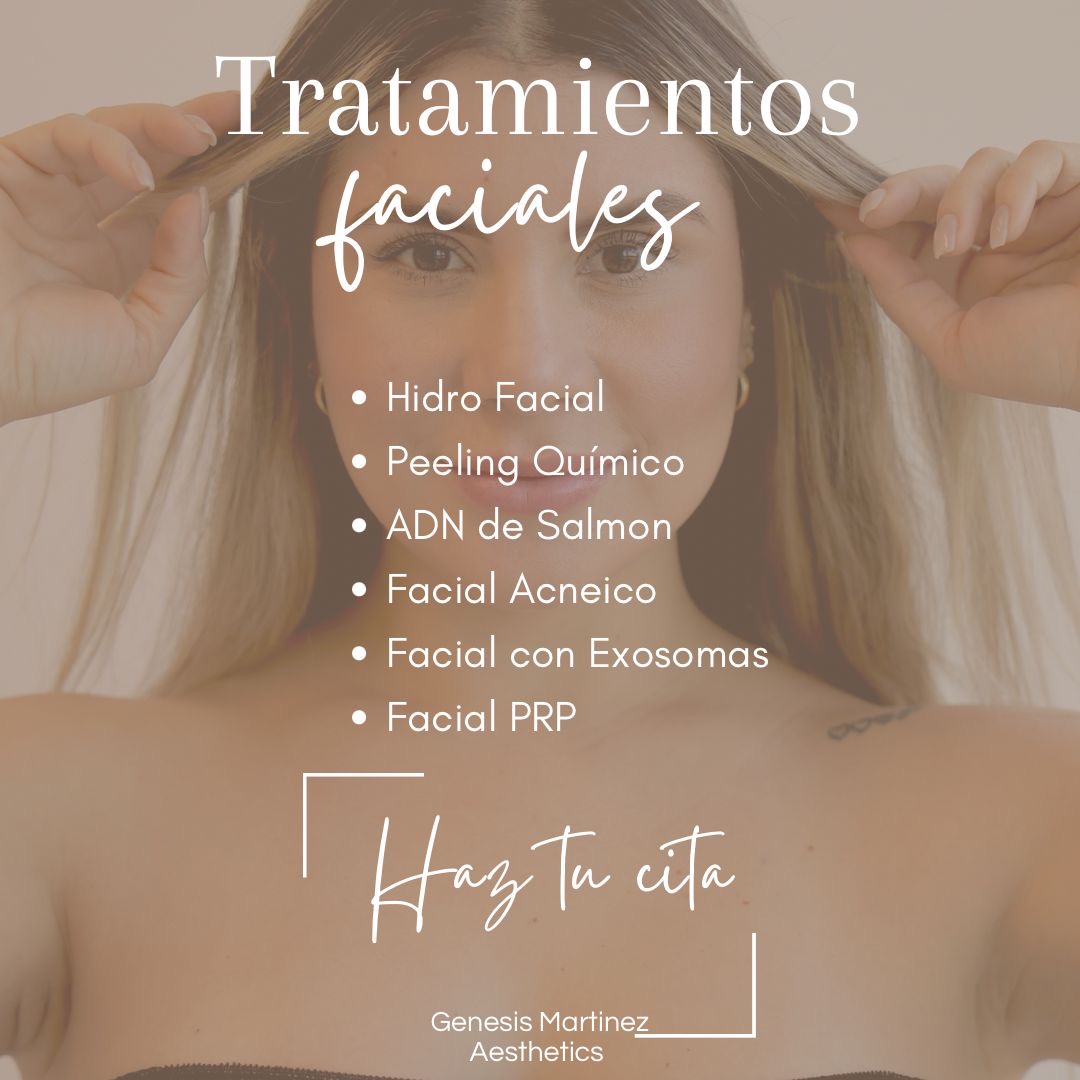 Tratamientos
faciales
• Hidro Facial
• Peeling Químico
• ADN de Salmon
• Facial Acneico
• Facial con Exosomas
• Facial PRP
Haz tu cita
Genesis Martinez
Aesthetics